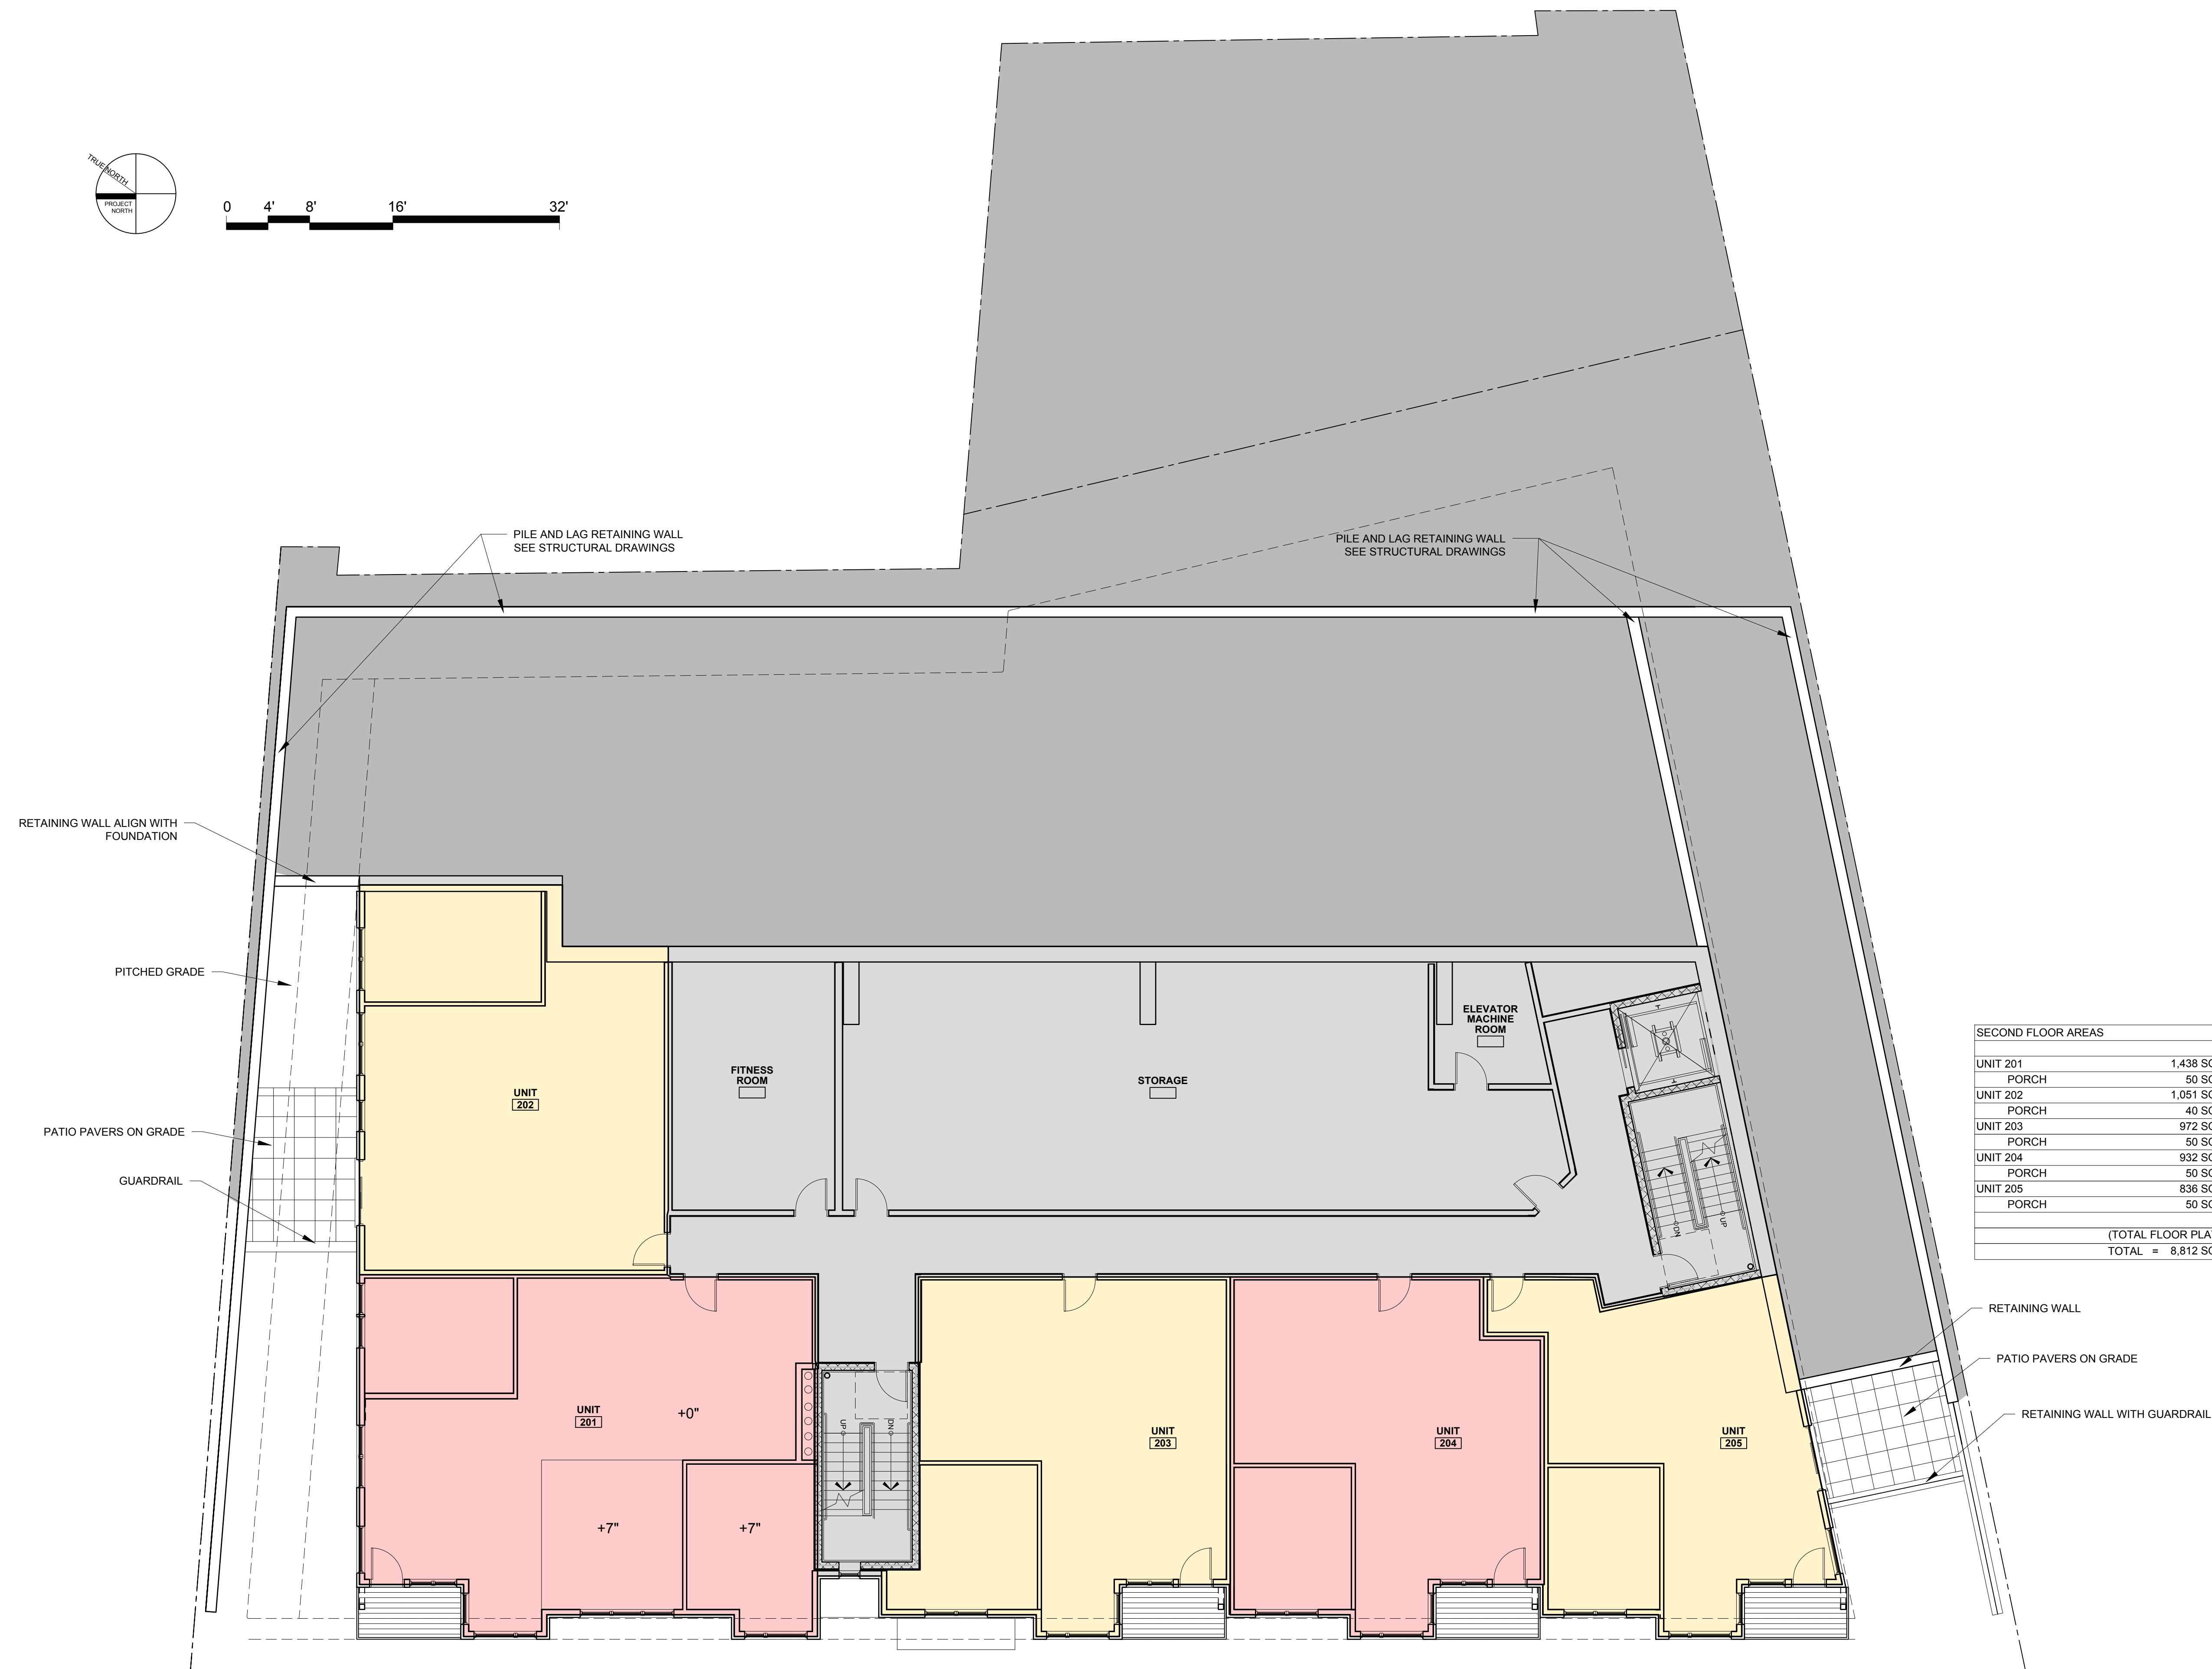 TRUE NORTH
PROJECT
NORTH
0 4' 8' 16' 32'
PILE AND LAG RETAINING WALL
SEE STRUCTURAL DRAWINGS
PILE AND LAG RETAINING WALL
SEE STRUCTURAL DRAWINGS
RETAINING WALL ALIGN WITH
FOUNDATION
PITCHED GRADE
PATIO PAVERS ON GRADE
GUARDRAIL
UNIT
202
FITNESS
ROOM
STORAGE
ELEVATOR
MACHINE
ROOM
DN
UP
UNIT
201
+0"
+7"
+7"
UP
DN
UNIT
203
UNIT
204
UNIT
205
SECOND FLOOR AREAS
UNIT 201 1,438 SQ
PORCH 50 SQ
UNIT 202 1,051 SQ
PORCH 40 SQ
UNIT 203 972 SQ
PORCH 50 SQ
UNIT 204 932 SQ
PORCH 50 SQ
UNIT 205 836 SQ
PORCH 50 SQ
(TOTAL FLOOR PLA
TOTAL = 8,812 SQ
RETAINING WALL
PATIO PAVERS ON GRADE
RETAINING WALL WITH GUARDRAIL